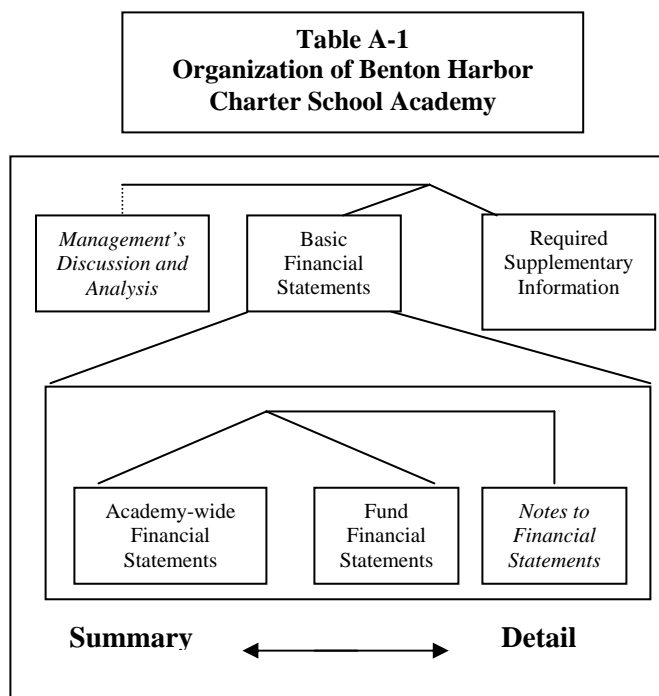 Table A-1
Organization of Benton Harbor
Charter School Academy
Management’s
Discussion and
Analysis
Basic
Financial
Statements
Required
Supplementary
Information
Academy-wide
Financial
Statements
Fund
Financial
Statements
Notes to
Financial
Statements
Summary
Detail